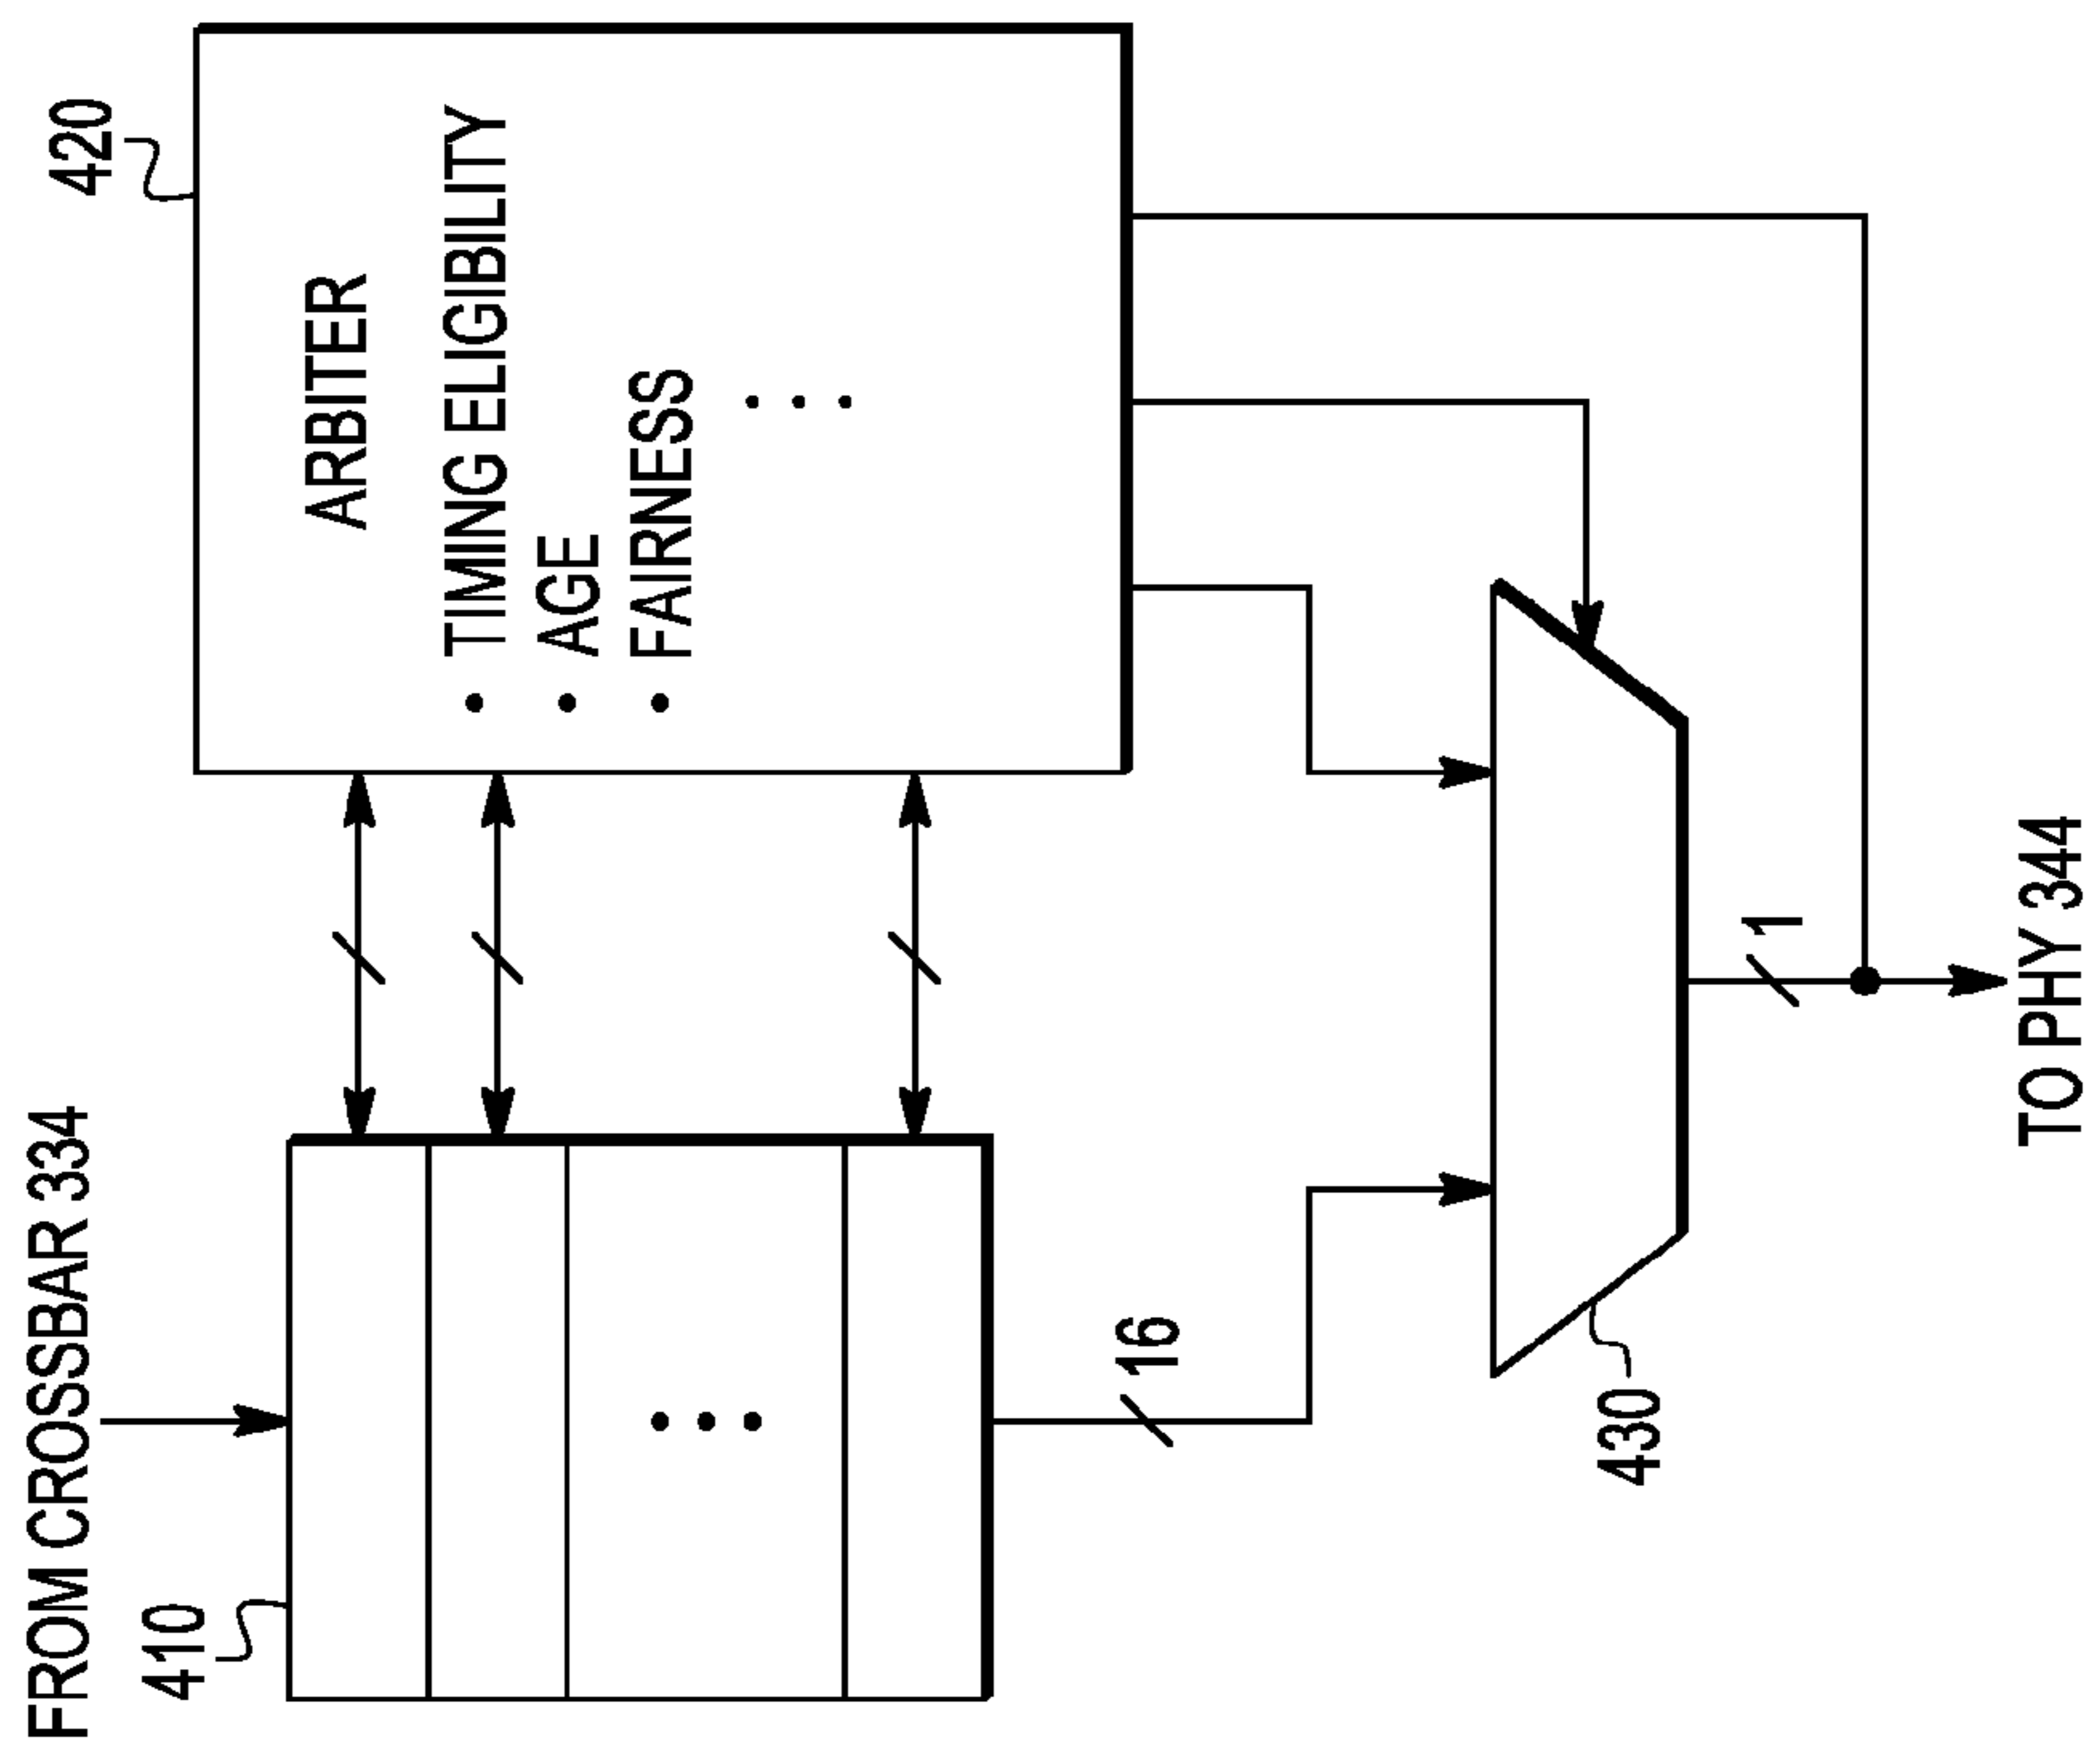 FROM CROSSBAR 334
410
420
ARBITER
• TIMING ELIGIBILITY
• AGE
• FAIRNESS
• • •
• • •
16
430
1
TO PHY 344